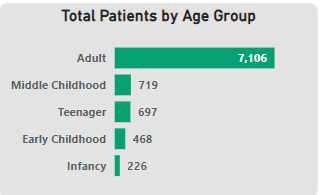 Total Patients by Age Group
Adult 7,106
Middle Childhood 719
Teenager 697
Early Childhood 468
Infancy 226